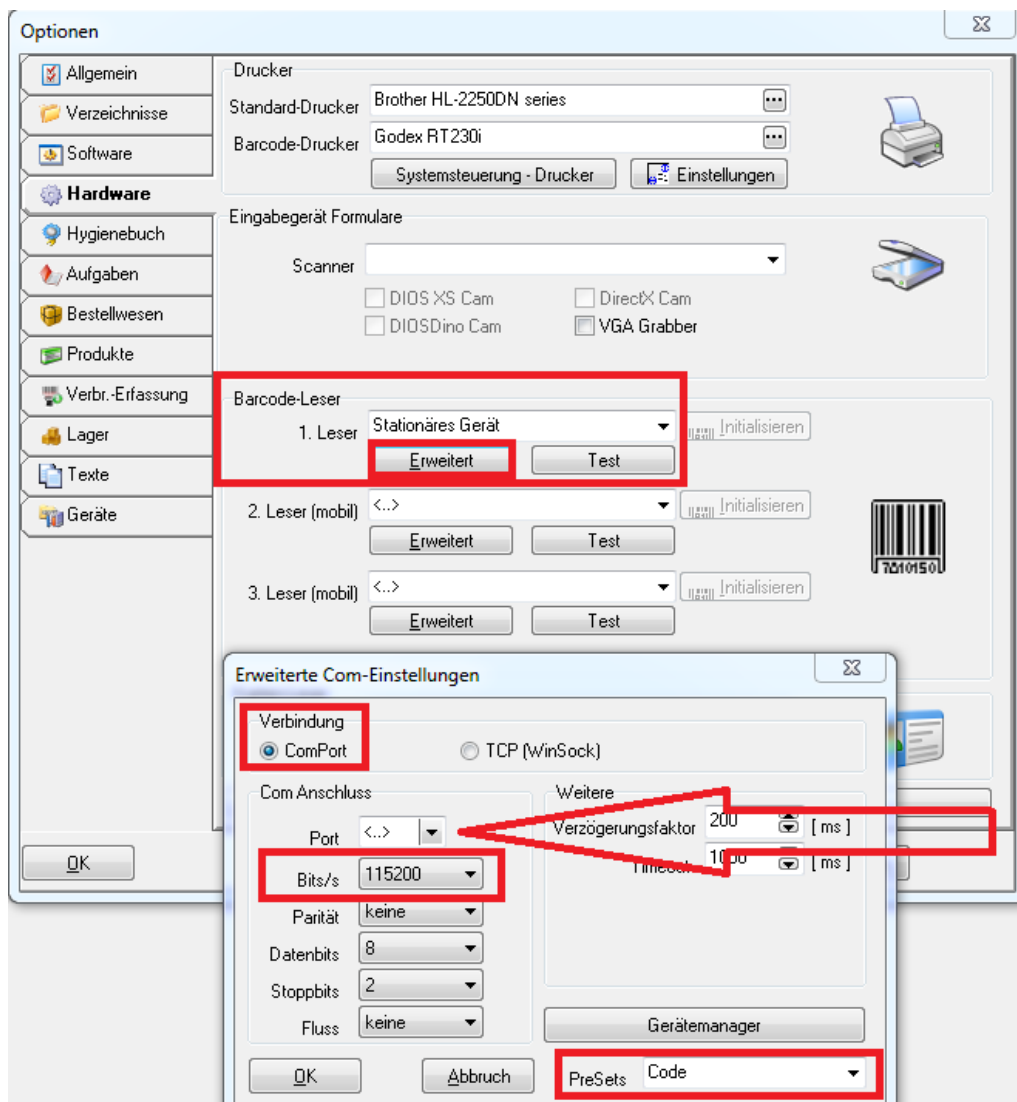 Optionen
Allgemein
Verzeichnisse
Software
Hardware
Hygienebuch
Aufgaben
Bestellwesen
Produkte
Verbr.-Erfassung
Lager
Texte
Geräte
Drucker
Standard-Drucker Brother HL-2250DN series
Barcode-Drucker Godex RT230i
Systemsteuerung - Drucker Einstellungen
Eingabegerät Formulare
Scanner
DIOS XS Cam DirectX Cam
DIOSDino Cam VGA Grabber
Barcode-Leser
1. Leser Stationäres Gerät Initialisieren
Erweitert Test
2. Leser (mobil) <..> Initialisieren
Erweitert Test
3. Leser (mobil) <..> Initialisieren
Erweitert Test
OK
Erweiterte Com-Einstellungen
Verbindung
ComPort TCP (WinSock)
Com Anschluss
Port <..>
Bits/s 115200
Parität keine
Datenbits 8
Stoppbits 2
Fluss keine
Weitere
Verzögerungsfaktor 200 [ ms ]
1000 [ ms ]
Gerätemanager
OK Abbruch PreSets Code